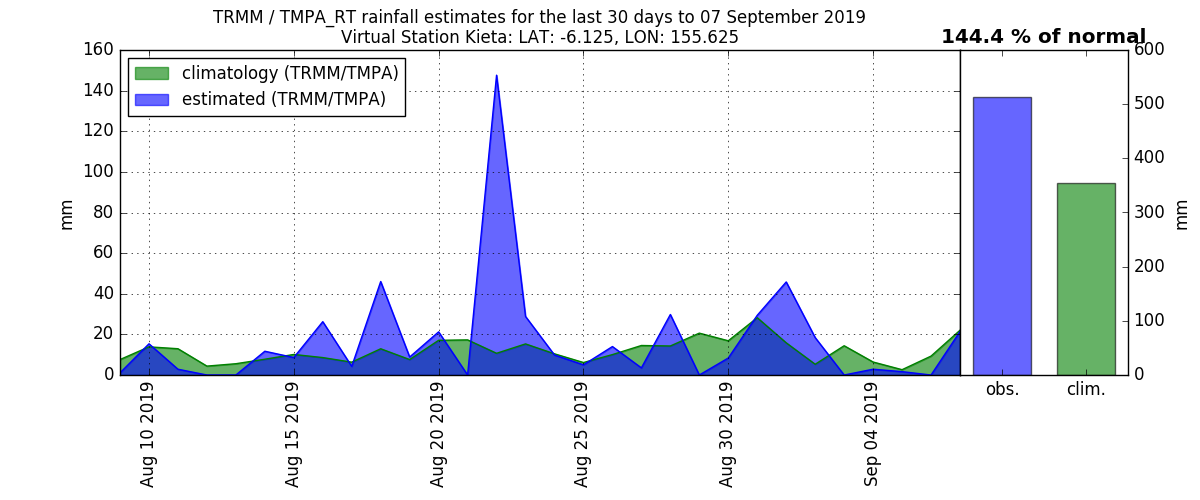 TRMM / TMPA_RT rainfall estimates for the last 30 days to 07 September 2019
Virtual Station Kieta: LAT: -6.125, LON: 155.625
144.4 % of normal
climatology (TRMM/TMPA)
estimated (TRMM/TMPA)
160
140
120
100
80
60
40
20
0
mm
Aug 10 2019
Aug 15 2019
Aug 20 2019
Aug 25 2019
Aug 30 2019
Sep 04 2019
600
500
400
300
200
100
0
mm
obs.
clim.